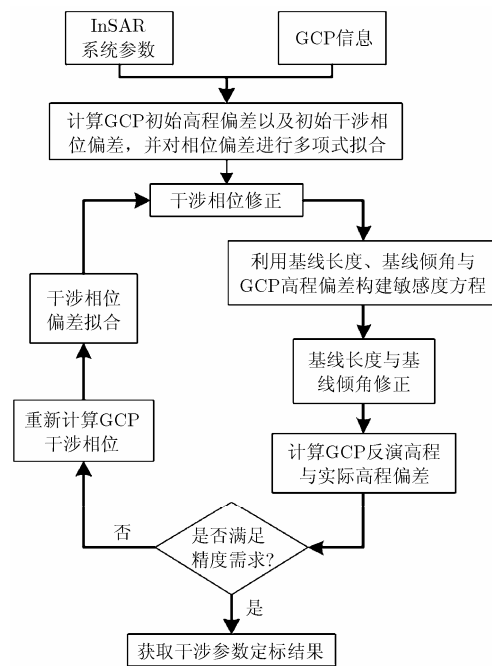 InSAR
系统参数
GCP信息
计算GCP初始高程偏差以及初始干涉相
位偏差，并对相位偏差进行多项式拟合
干涉相位修正
利用基线长度、基线倾角与
GCP高程偏差构建敏感度方程
干涉相位
偏差拟合
基线长度与基
线倾角修正
重新计算GCP
干涉相位
计算GCP反演高程
与实际高程偏差
否
是否满足
精度需求?
是
获取干涉参数定标结果